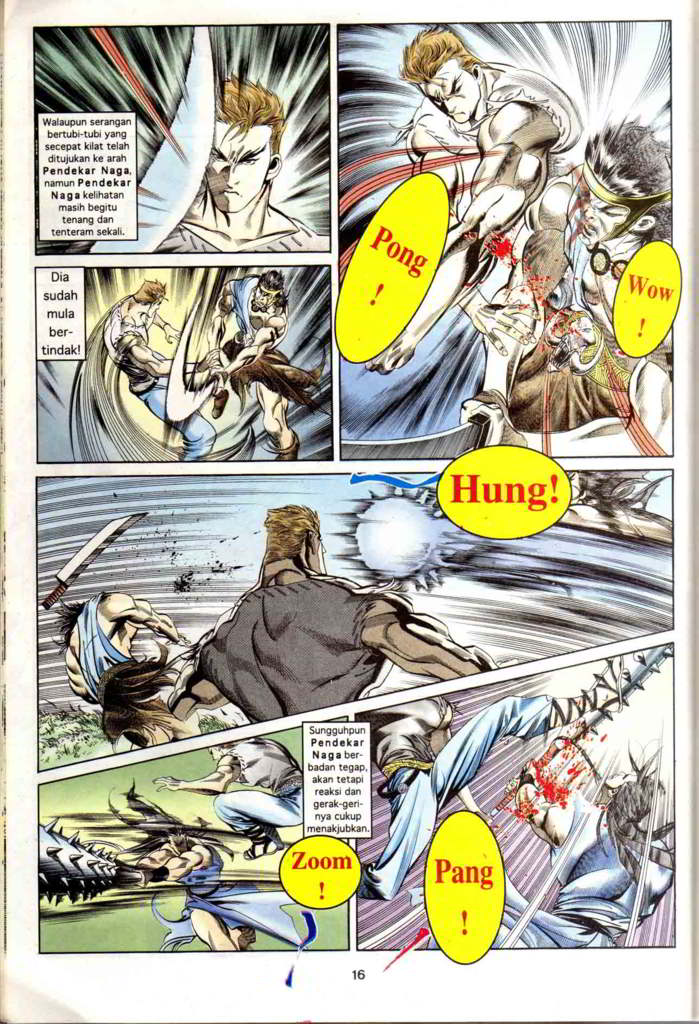 Walaupun serangan
bertubi-tubi yang
secepat kilat telah
ditujukan ke arah
Pendekar Naga,
namun Pendekar
Naga kelihatan
masih begitu
tenang dan
tenteram sekali.
Pong
!
Wow
!
Dia
sudah
mula
ber-
tindak!
Hung!
Sungguhpun
Pendekar
Naga ber-
badan tegap,
akan tetapi
reaksi dan
gerak-geri-
nya cukup
menakjubkan.
Zoom
!
Pang
!
16